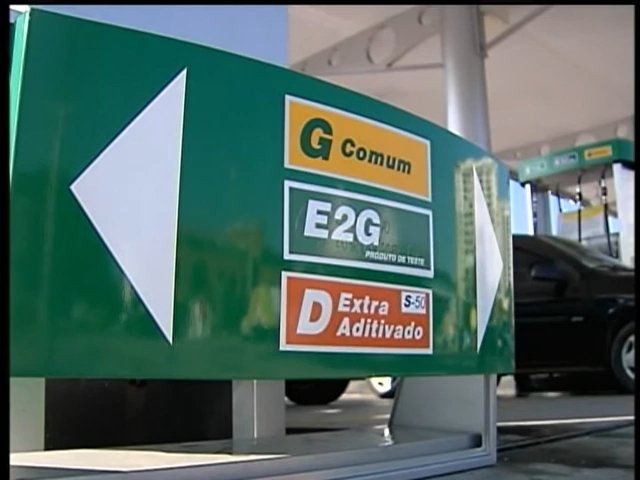 G Comum
E2G
PRODUTO DE TESTE
D Extra S-50
Aditivado